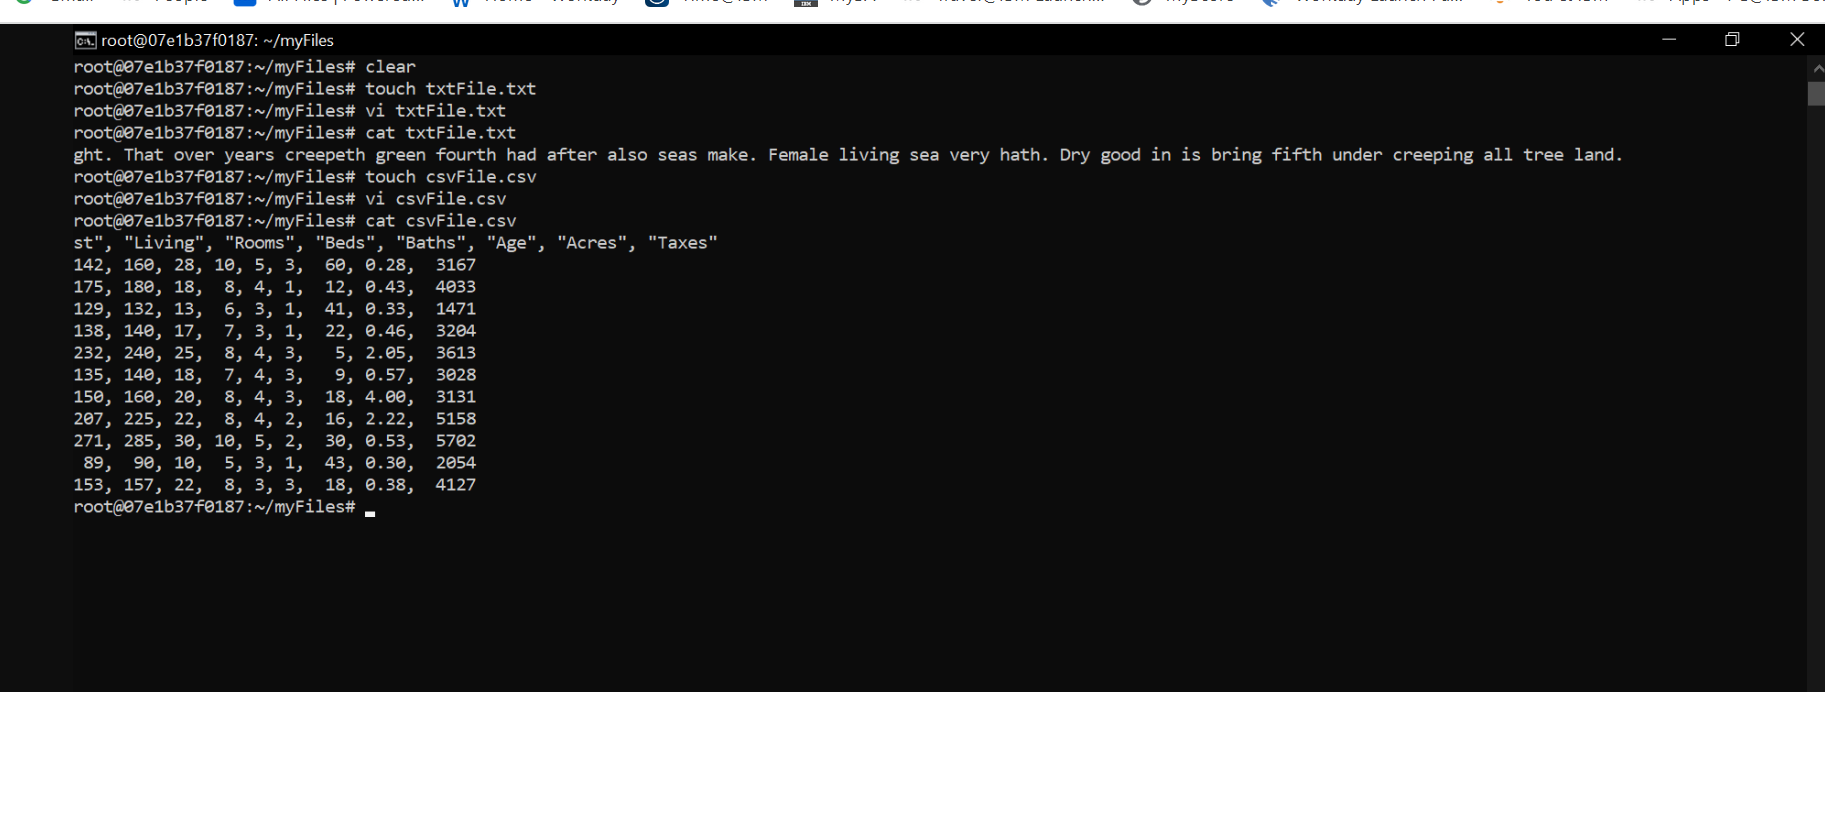 root@07e1b37f0187: ~/myFiles
root@07e1b37f0187:~/myFiles# clear
root@07e1b37f0187:~/myFiles# touch txtFile.txt
root@07e1b37f0187:~/myFiles# vi txtFile.txt
root@07e1b37f0187:~/myFiles# cat txtFile.txt
ght. That over years creepeth green fourth had after also seas make. Female living sea very hath. Dry good in is bring fifth under creeping all tree land.
root@07e1b37f0187:~/myFiles# touch csvFile.csv
root@07e1b37f0187:~/myFiles# vi csvFile.csv
root@07e1b37f0187:~/myFiles# cat csvFile.csv
st", "Living", "Rooms", "Beds", "Baths", "Age", "Acres", "Taxes"
142, 160, 28, 10, 5, 3,  60, 0.28,  3167
175, 180, 18,  8, 4, 1,  12, 0.43,  4033
129, 132, 13,  6, 3, 1,  41, 0.33,  1471
138, 140, 17,  7, 3, 1,  22, 0.46,  3204
232, 240, 25,  8, 4, 3,   5, 2.05,  3613
135, 140, 18,  7, 4, 3,   9, 0.57,  3028
150, 160, 20,  8, 4, 3,  18, 4.00,  3131
207, 225, 22,  8, 4, 2,  16, 2.22,  5158
271, 285, 30, 10, 5, 2,  30, 0.53,  5702
 89,  90, 10,  5, 3, 1,  43, 0.30,  2054
153, 157, 22,  8, 3, 3,  18, 0.38,  4127
root@07e1b37f0187:~/myFiles#